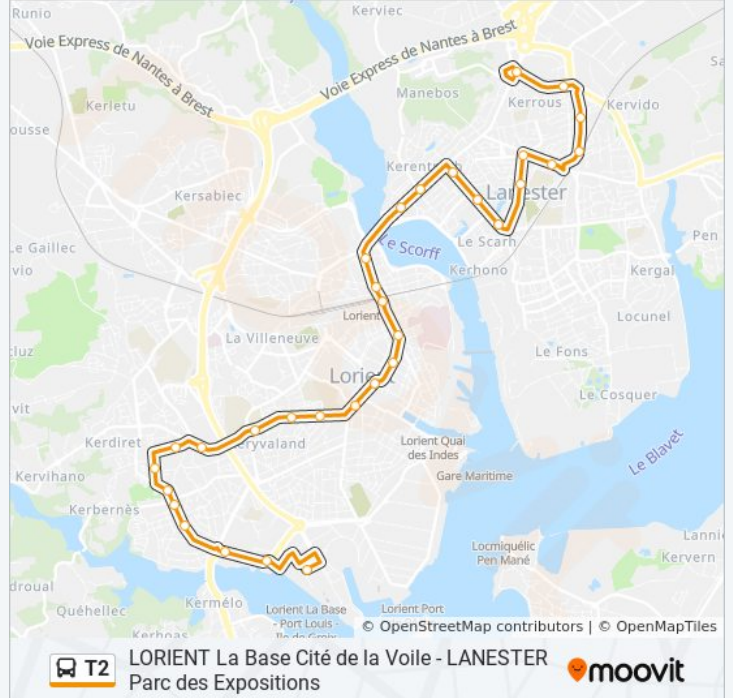 Runio
Kerviec
Voie Express de Nantes à Brest
Voie Express de Nantes à Brest
Manebos
Kerrous
Kervido
Kerletu
ousse
Lanester
Kersabiec
Le Scorff
Le Scarh
Pen
e Gaillec
vio
Kerhono
Kergal
Lorient
Locunel
La Villeneuve
Le Fons
cluz
Lorient
Le Cosquer
vit
Kerdiret
eryvaland
Lorient Quai
des Indes
Le Blavet
Kervihano
Gare Maritime
Kerbernès
Lanni
Locmiquélic
Pen Mané
Kervern
droual
Quéhellec
Kermélo
Lorient La Base
- Port Louis -
Ile de Groix
Lorient Port
Kerhoas
© OpenStreetMap contributors | © OpenMapTiles
T2
LORIENT La Base Cité de la Voile - LANESTER
Parc des Expositions
moovit